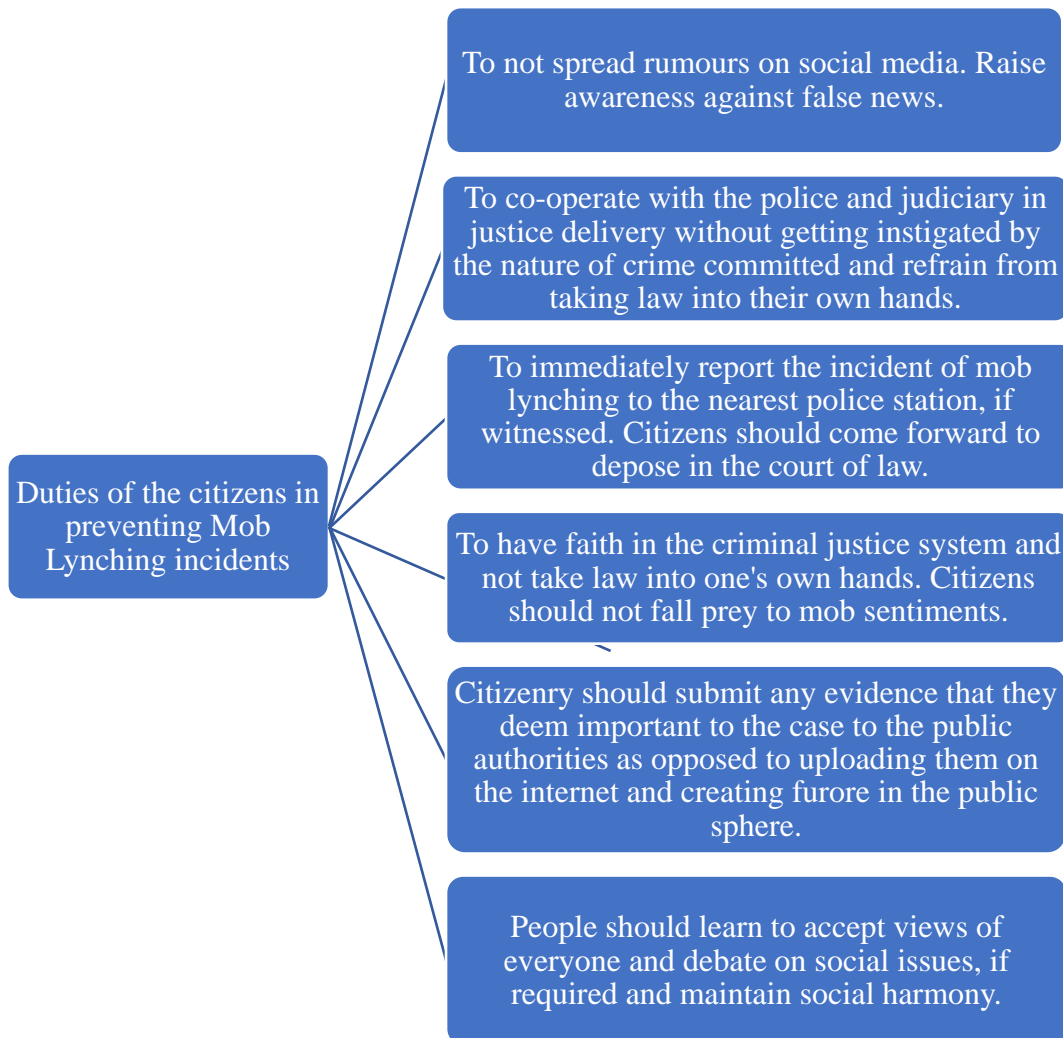 To not spread rumours on social media. Raise
awareness against false news.
To co-operate with the police and judiciary in
justice delivery without getting instigated by
the nature of crime committed and refrain from
taking law into their own hands.
To immediately report the incident of mob
lynching to the nearest police station, if
witnessed. Citizens should come forward to
depose in the court of law.
Duties of the citizens in
preventing Mob
Lynching incidents
To have faith in the criminal justice system and
not take law into one's own hands. Citizens
should not fall prey to mob sentiments.
Citizenry should submit any evidence that they
deem important to the case to the public
authorities as opposed to uploading them on
the internet and creating furore in the public
sphere.
People should learn to accept views of
everyone and debate on social issues, if
required and maintain social harmony.